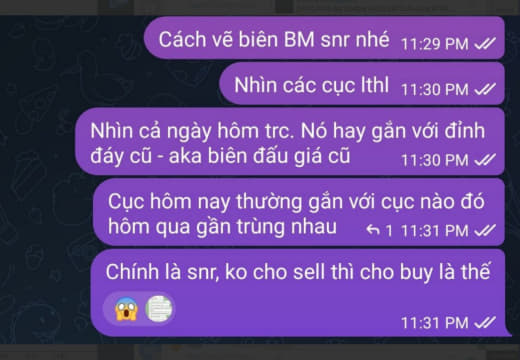 Cách vẽ biên BM snr nhé 11:29 PM
Nhìn các cục lthl 11:30 PM
Nhìn cả ngày hôm trc. Nó hay gắn với đỉnh
đáy cũ - aka biên đấu giá cũ 11:30 PM
Cục hôm nay thường gắn với cục nào đó
hôm qua gần trùng nhau 1 11:31 PM
Chính là snr, ko cho sell thì cho buy là thế
11:31 PM